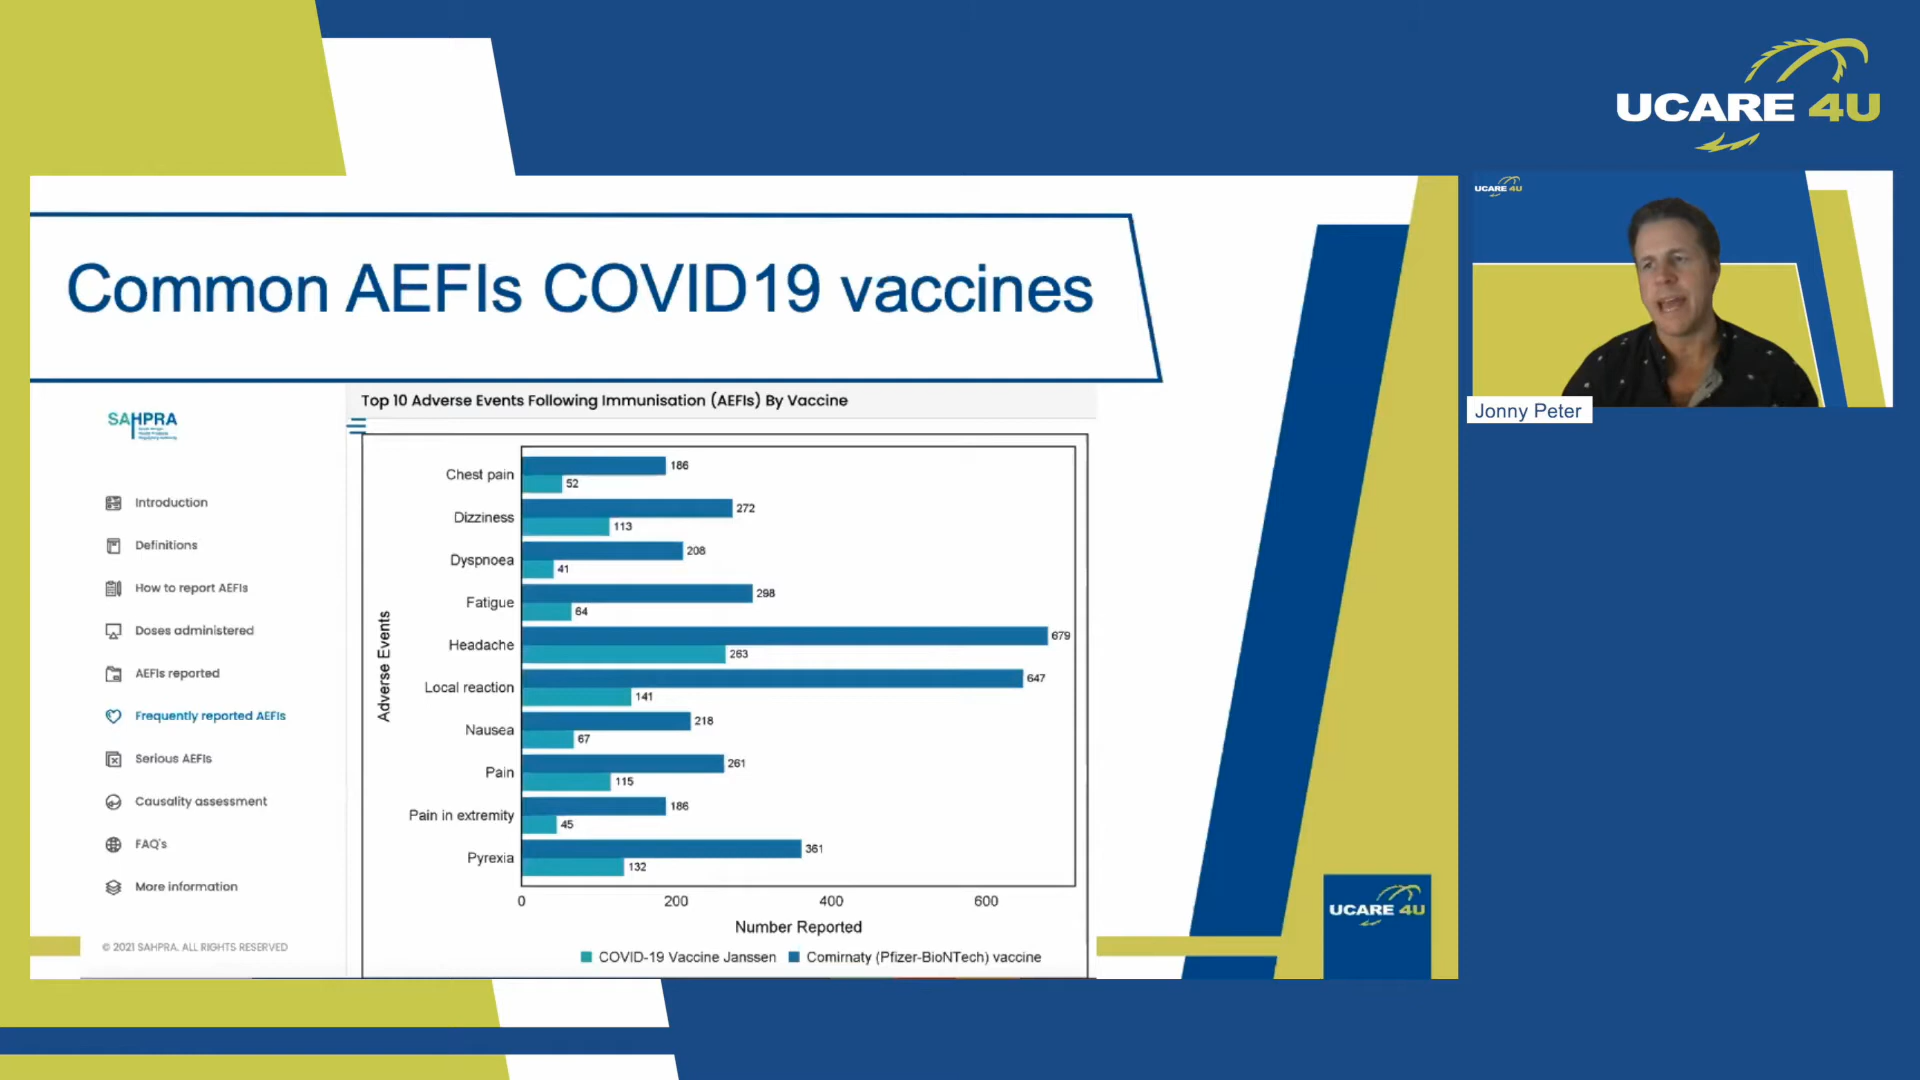 UCARE 4U
UCARE 4U
Jonny Peter
Common AEFIs COVID19 vaccines
SAHPRA
Introduction
Definitions
How to report AEFIs
Doses administered
AEFIs reported
Frequently reported AEFIs
Serious AEFIs
Causality assessment
FAQ's
More information
© 2021 SAHPRA. ALL RIGHTS RESERVED
Top 10 Adverse Events Following Immunisation (AEFIs) By Vaccine
Adverse Events
Chest pain 186
52
Dizziness 272
113
Dyspnoea 208
41
Fatigue 298
64
Headache 679
263
Local reaction 647
141
Nausea 218
67
Pain 261
115
Pain in extremity 186
45
Pyrexia 361
132
0 200 400 600
Number Reported
COVID-19 Vaccine Janssen Comirnaty (Pfizer-BioNTech) vaccine
UCARE 4U